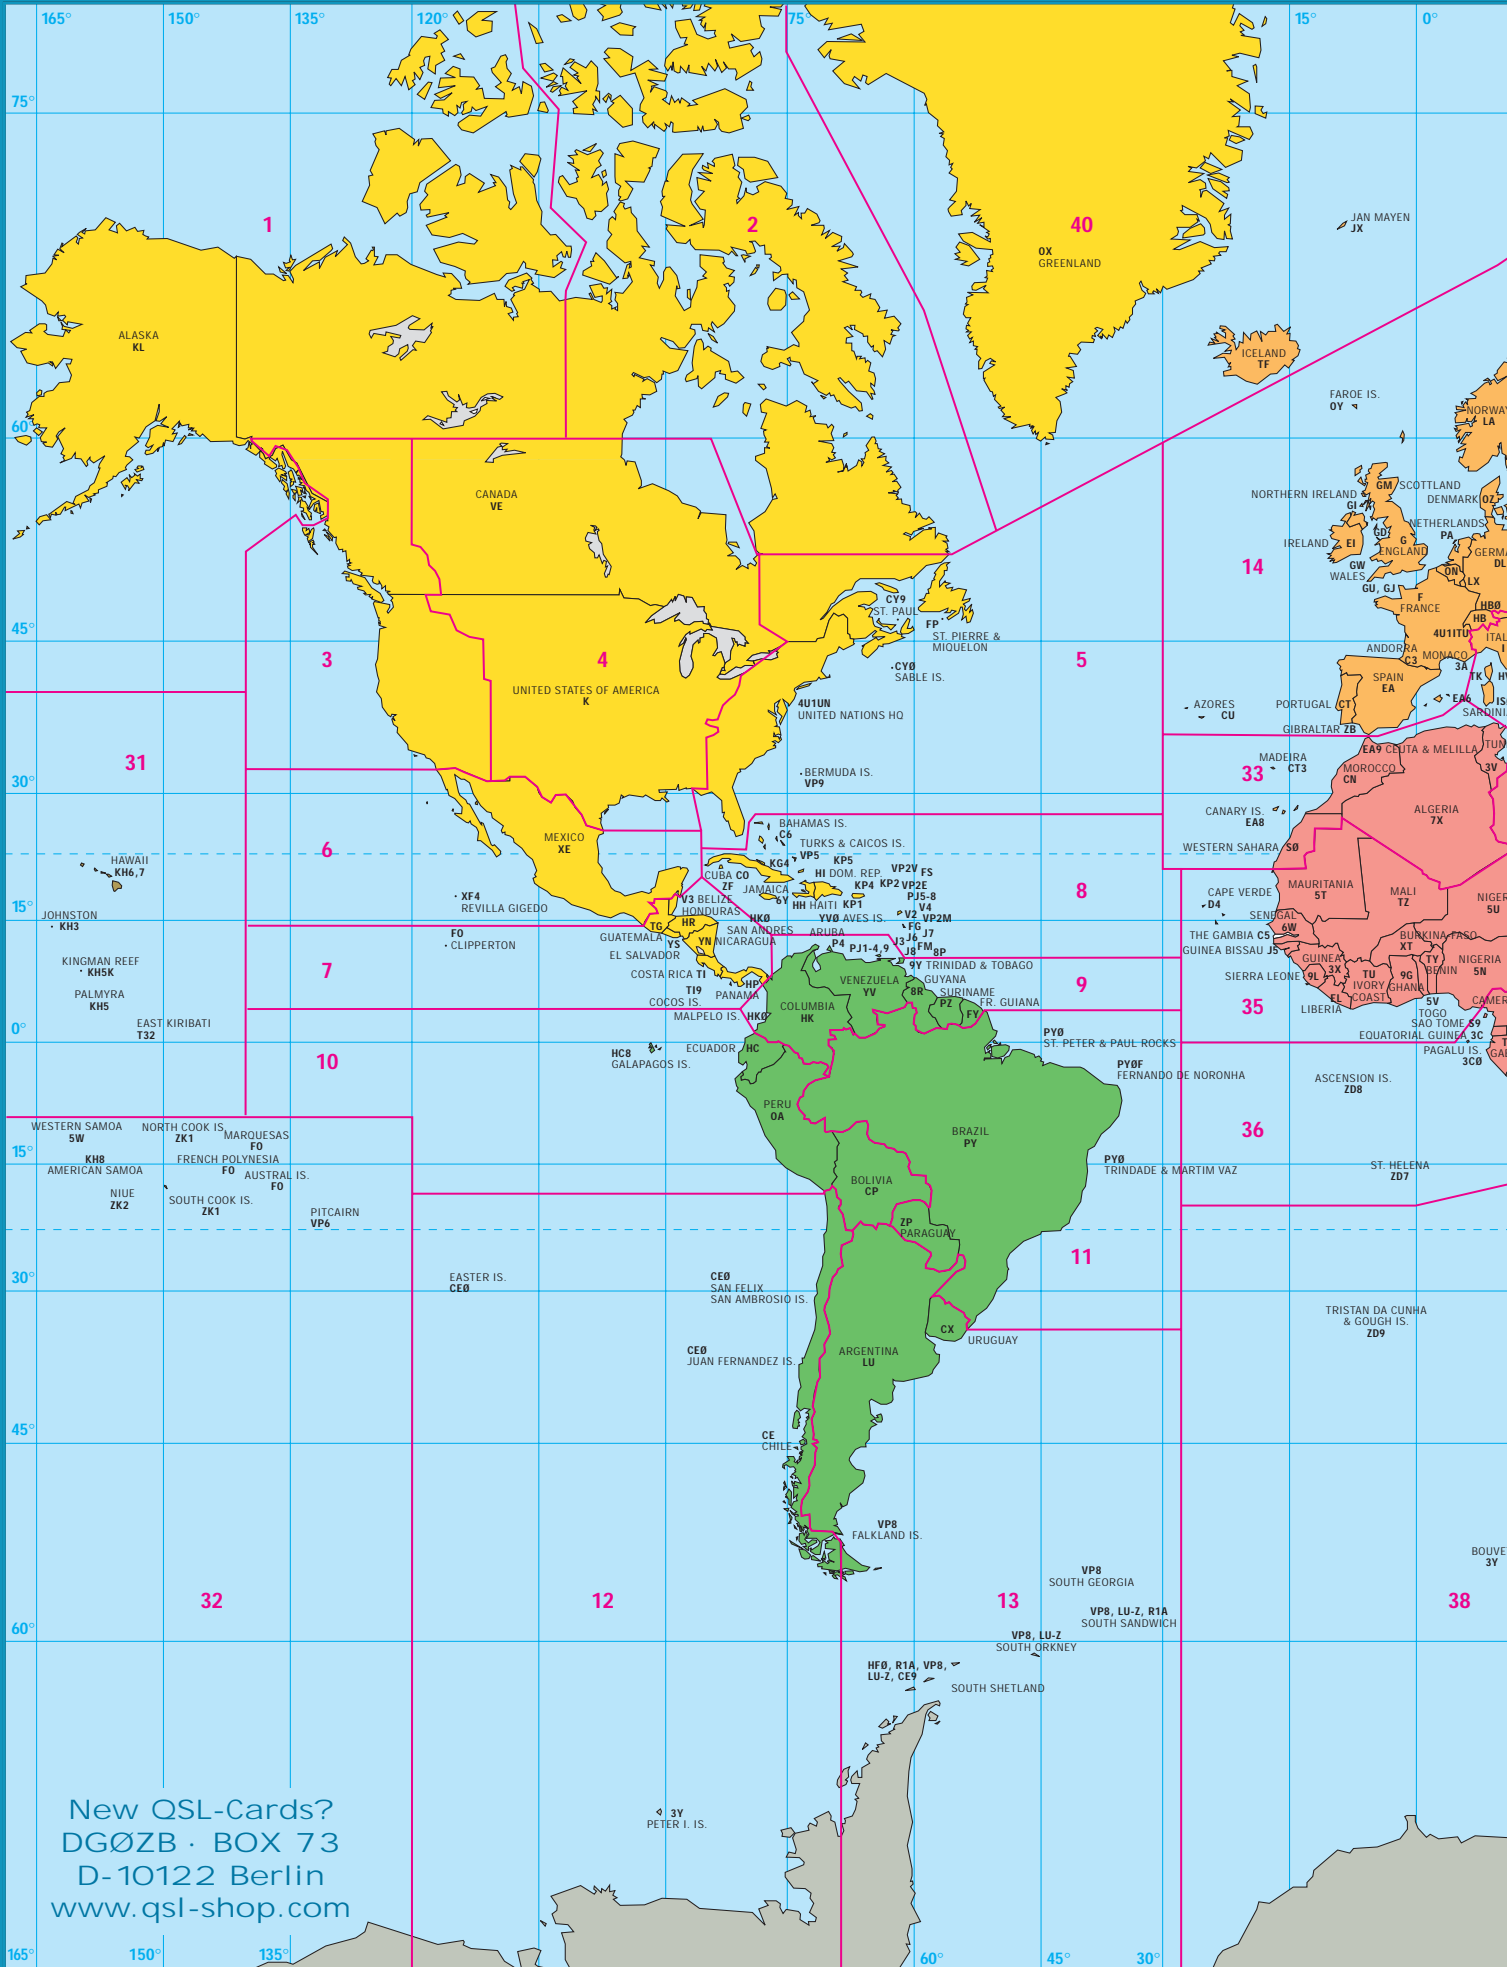 165°
150°
135°
120°
75°
15°
0°
75°
1
2
40
JAN MAYEN
JX
OX
GREENLAND
ALASKA
KL
ICELAND
TF
FAROE IS.
OY
NORWAY
LA
60°
CANADA
VE
GM SCOTTLAND
NORTHERN IRELAND
GI
DENMARK OZ
NETHERLANDS
PA
GD
IRELAND EI
G
ENGLAND
14
GW
WALES
GERMA
DL
ON
LX
GU, GJ
F
FRANCE
HBØ
HB
CY9
ST. PAUL
FP
ST. PIERRE &
MIQUELON
45°
4U1ITU
ITAL
I
3
4
5
ANDORRA
C3
MONACO
3A
CYØ
SABLE IS.
SPAIN
EA
TK
HV
UNITED STATES OF AMERICA
K
EA6
IS
4U1UN
UNITED NATIONS HQ
AZORES
CU
PORTUGAL CT
SARDINI
GIBRALTAR ZB
31
EA9 CEUTA & MELILLA
TUN
3V
BERMUDA IS.
VP9
MADEIRA
CT3
33
MOROCCO
CN
30°
CANARY IS.
EA8
ALGERIA
7X
MEXICO
XE
BAHAMAS IS.
C6
TURKS & CAICOS IS.
VP5
6
WESTERN SAHARA SØ
HAWAII
KH6,7
KG4
KP5
CUBA CO
ZF
HI DOM. REP.
VP2V FS
JAMAICA
6Y
KP4
KP2
VP2E
PJ5-8
8
MAURITANIA
5T
MALI
TZ
NIGER
5U
XF4
REVILLA GIGEDO
V3 BELIZE
HONDURAS
HR
HH HAITI
KP1
V4
CAPE VERDE
D4
15°
JOHNSTON
KH3
HKØ
SAN ANDRES
YVØ AVES IS.
V2
VP2M
FG
SENEGAL
6W
TG
GUATEMALA
FO
CLIPPERTON
YS
EL SALVADOR
YN NICARAGUA
ARUBA
P4
PJ1-4,9
J3
J6
J7
FM
J8
8P
THE GAMBIA C5
GUINEA BISSAU J5
BURKINA FASO
XT
KINGMAN REEF
KH5K
7
COSTA RICA TI
HP
PANAMA
9Y TRINIDAD & TOBAGO
GUYANA
8R
SURINAME
PZ
FR. GUIANA
FY
9
VENEZUELA
YV
GUINEA
3X
SIERRA LEONE 9L
TU
IVORY
COAST
9G
GHANA
TY
BENIN
NIGERIA
5N
PALMYRA
KH5
TI9
COCOS IS.
MALPELO IS. HKØ
COLUMBIA
HK
35
EL
LIBERIA
5V
TOGO
CAMER
SAO TOME S9
0°
EAST KIRIBATI
T32
PYØ
ST. PETER & PAUL ROCKS
EQUATORIAL GUINEA 3C
PAGALU IS.
3CØ
T
GAB
HC8
GALAPAGOS IS.
ECUADOR HC
10
PYØF
FERNANDO DE NORONHA
ASCENSION IS.
ZD8
PERU
OA
WESTERN SAMOA
5W
NORTH COOK IS.
ZK1
MARQUESAS
FO
BRAZIL
PY
36
15°
KH8
AMERICAN SAMOA
FRENCH POLYNESIA
FO
AUSTRAL IS.
FO
PYØ
TRINDADE & MARTIM VAZ
ST. HELENA
ZD7
NIUE
ZK2
SOUTH COOK IS.
ZK1
BOLIVIA
CP
PITCAIRN
VP6
ZP
PARAGUAY
11
30°
EASTER IS.
CEØ
CEØ
SAN FELIX
SAN AMBROSIO IS.
TRISTAN DA CUNHA
& GOUGH IS.
ZD9
CX
URUGUAY
CEØ
JUAN FERNANDEZ IS.
ARGENTINA
LU
45°
CE
CHILE
VP8
FALKLAND IS.
BOUVE
3Y
VP8
SOUTH GEORGIA
32
12
13
38
VP8, LU-Z, R1A
SOUTH SANDWICH
VP8, LU-Z
SOUTH ORKNEY
60°
HFØ, R1A, VP8,
LU-Z, CE9
SOUTH SHETLAND
3Y
PETER I. IS.
New QSL-Cards?
DGØZB · BOX 73
D-10122 Berlin
www.qsl-shop.com
165°
150°
135°
60°
45°
30°